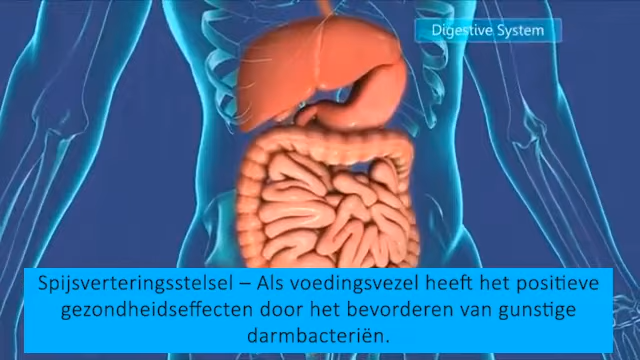 Digestive System
Spijsverteringsstelsel – Als voedingsvezel heeft het positieve
gezondheidseffecten door het bevorderen van gunstige
darmbacteriën.